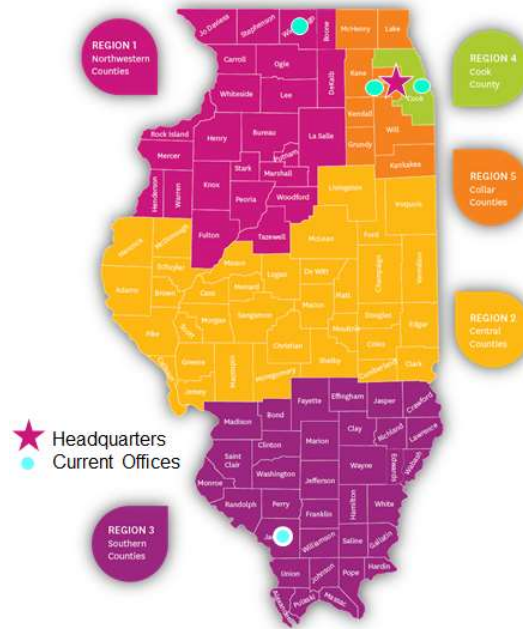 REGION 1
Northwestern
Counties
REGION 4
Cook
County
REGION 5
Collar
Counties
REGION 2
Central
Counties
REGION 3
Southern
Counties
Headquarters
Current Offices
Jo Daviess
Stephenson
Boone
McHenry
Lake
Carroll
Ogle
DeKalb
Kane
Cook
Whiteside
Lee
Kendall
Will
Grundy
Kankakee
Rock Island
Henry
Bureau
La Salle
Putnam
Mercer
Stark
Marshall
Henderson
Warren
Knox
Peoria
Woodford
Fulton
Tazewell
Livingston
Iroquois
Hancock
McDonough
Mason
McLean
Ford
Schuyler
Logan
De Witt
Champaign
Vermilion
Adams
Brown
Cass
Menard
Macon
Piatt
Pike
Scott
Morgan
Sangamon
Moultrie
Douglas
Edgar
Christian
Coles
Greene
Macoupin
Montgomery
Shelby
Cumberland
Clark
Jersey
Madison
Bond
Fayette
Effingham
Jasper
Crawford
Clinton
Marion
Clay
Richland
Lawrence
Saint
Clair
Washington
Jefferson
Wayne
Edwards
Wabash
Monroe
Randolph
Perry
Franklin
Hamilton
White
Williamson
Saline
Gallatin
Union
Johnson
Pope
Hardin
Alexander
Pulaski
Massac